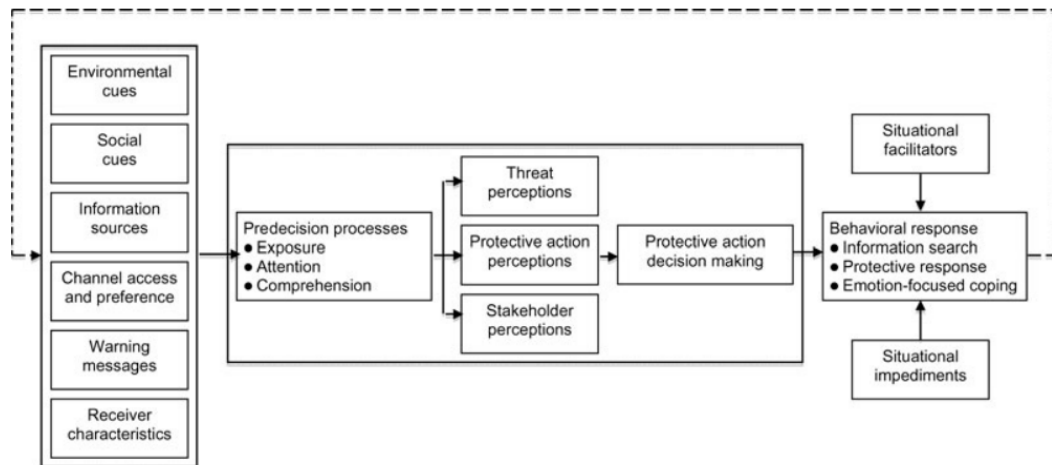 Environmental
cues
Social
cues
Information
sources
Channel access
and preference
Warning
messages
Receiver
characteristics
Predecision processes
● Exposure
● Attention
● Comprehension
Threat
perceptions
Protective action
perceptions
Stakeholder
perceptions
Protective action
decision making
Situational
facilitators
Behavioral response
● Information search
● Protective response
● Emotion-focused coping
Situational
impediments